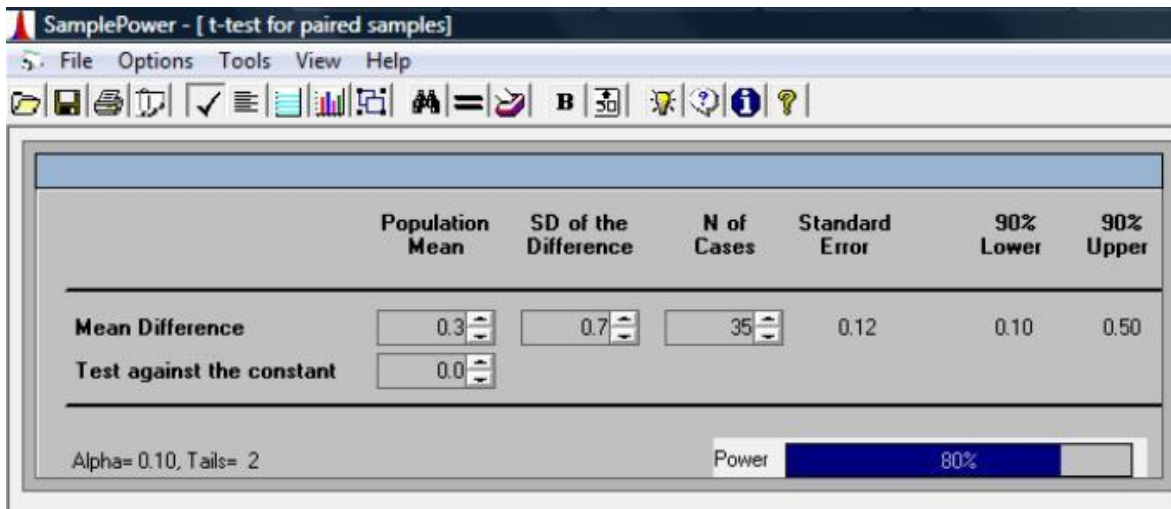 SamplePower - [ t-test for paired samples]
File Options Tools View Help
B 30
Population Mean SD of the Difference N of Cases Standard Error 90% Lower 90% Upper
Mean Difference 0.3 0.7 35 0.12 0.10 0.50
Test against the constant 0.0
Alpha= 0.10, Tails= 2 Power 80%